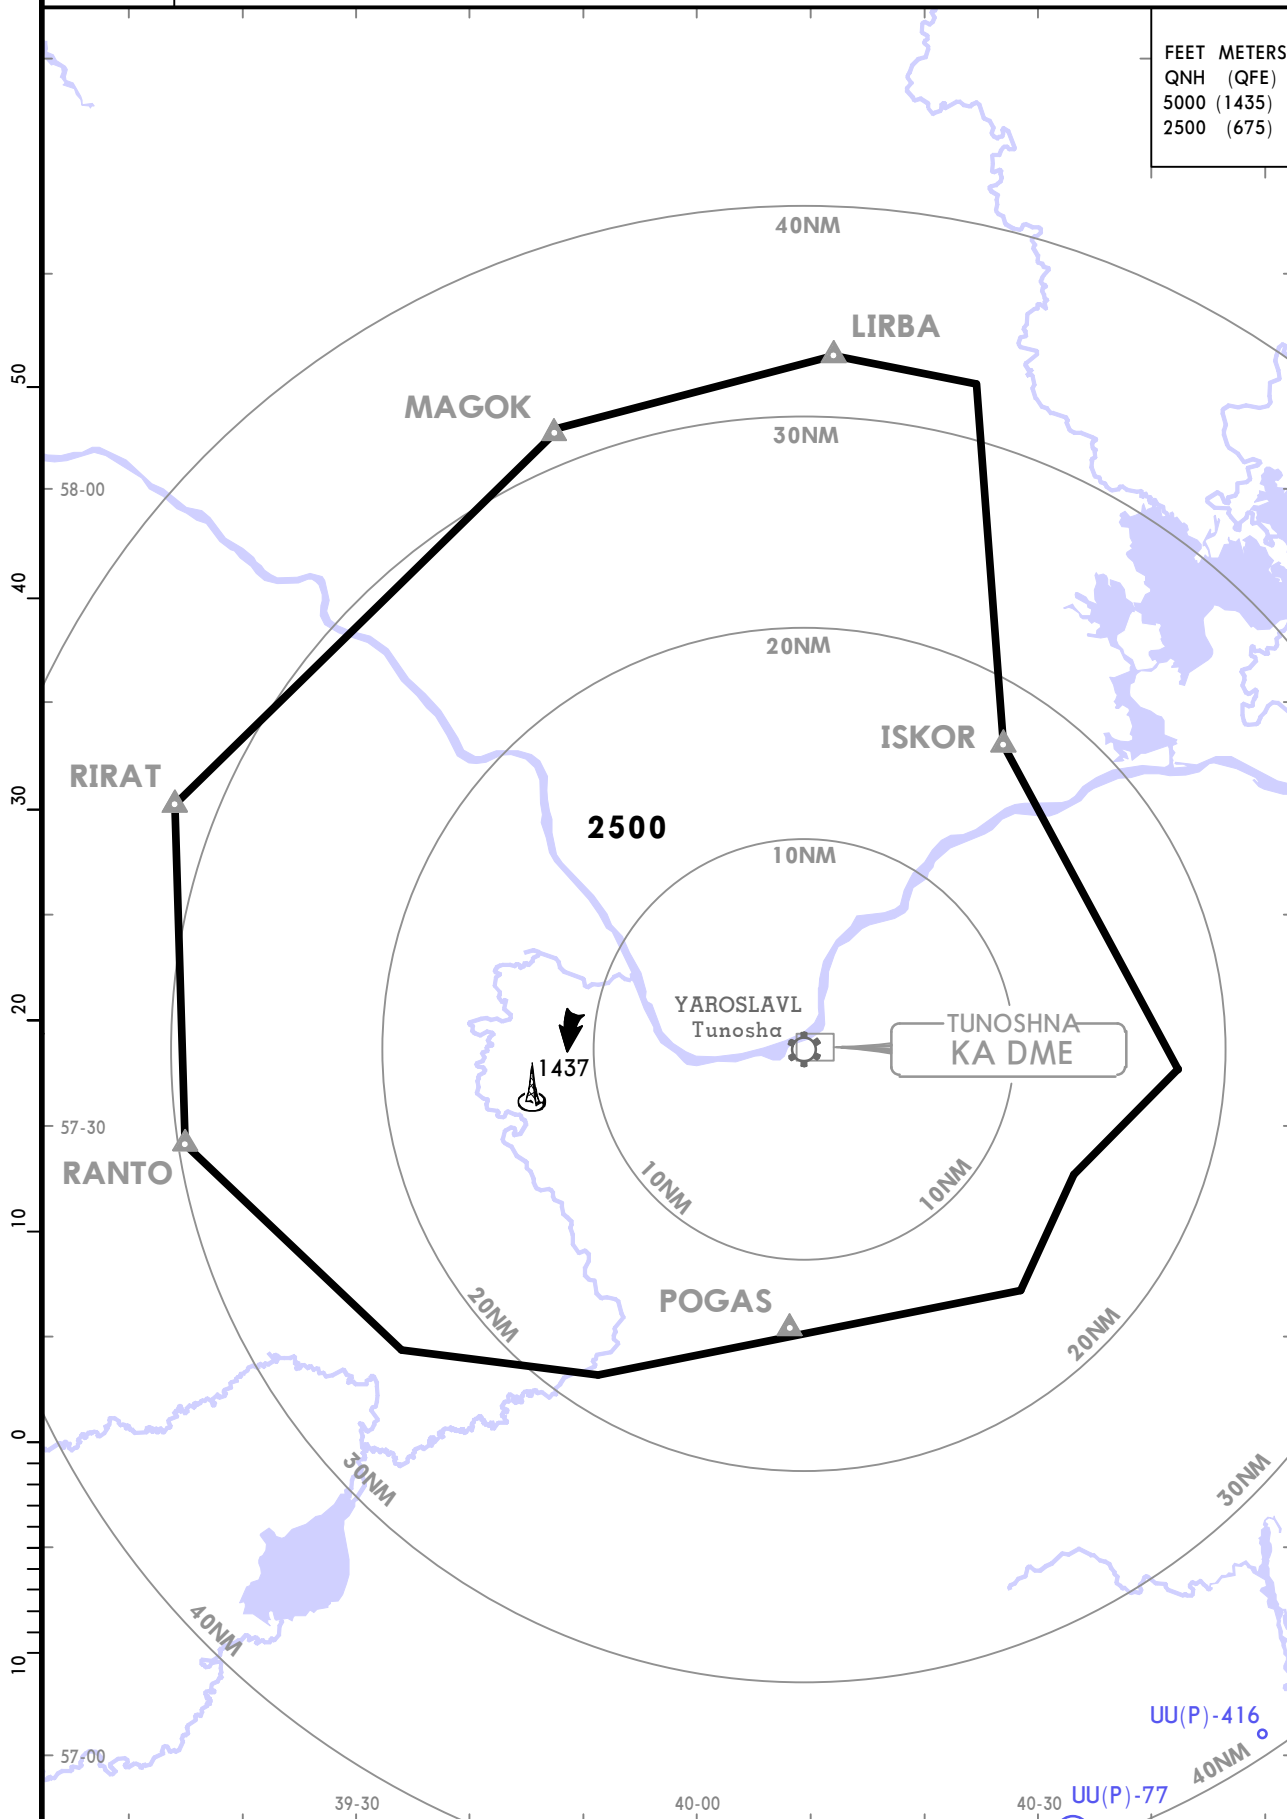 FEET METERS
QNH (QFE)
5000 (1435)
2500 (675)
40NM
LIRBA
50
MAGOK
30NM
58-00
40
20NM
ISKOR
RIRAT
30
2500
10NM
20
YAROSLAVL
Tunosha
TUNOSHNA
KA DME
1437
57-30
RANTO
10NM
10NM
10
POGAS
20NM
20NM
0
30NM
30NM
40NM
10
UU(P)-416
57-00
40NM
UU(P)-77
39-30
40-00
40-30